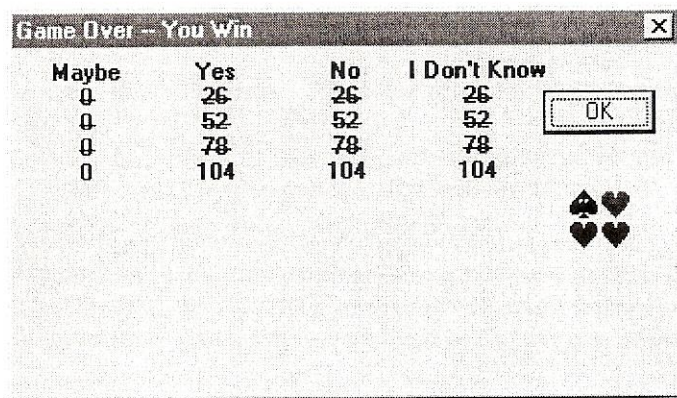 Game Over -- You Win
Maybe Yes No I Don't Know
0 26 26 26
OK
0 52 52 52
0 78 78 78
0 104 104 104